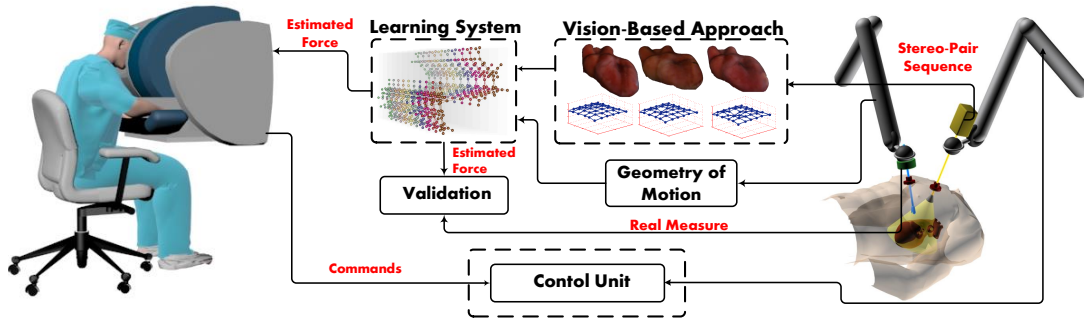 Learning System
Vision-Based Approach
Estimated
Force
Stereo-Pair
Sequence
Estimated
Force
Geometry of
Motion
Validation
Real Measure
Commands
Contol Unit